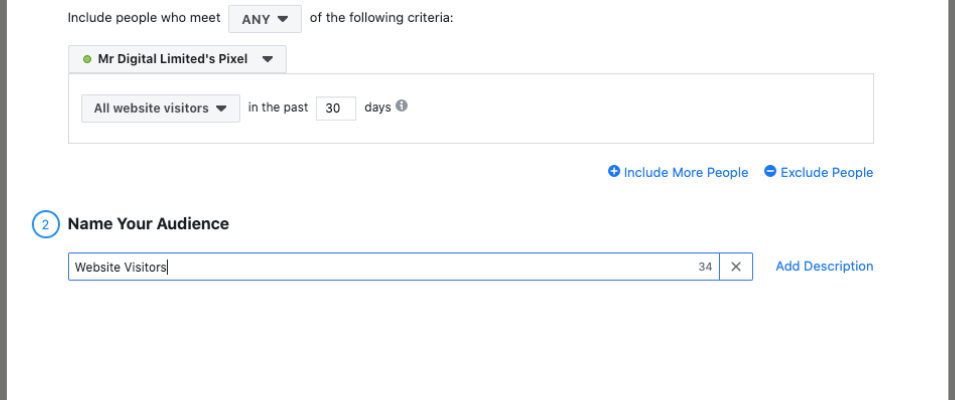 Include people who meet ANY of the following criteria:
Mr Digital Limited's Pixel
All website visitors in the past 30 days
Include More People Exclude People
2 Name Your Audience
Website Visitors 34 Add Description